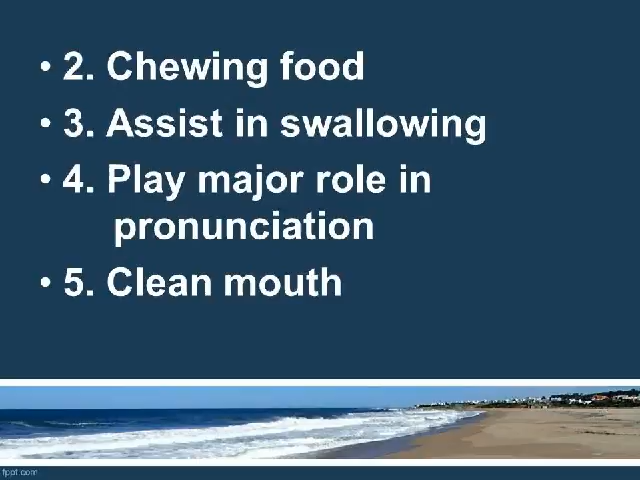 • 2. Chewing food
• 3. Assist in swallowing
• 4. Play major role in
pronunciation
• 5. Clean mouth
fppt.com